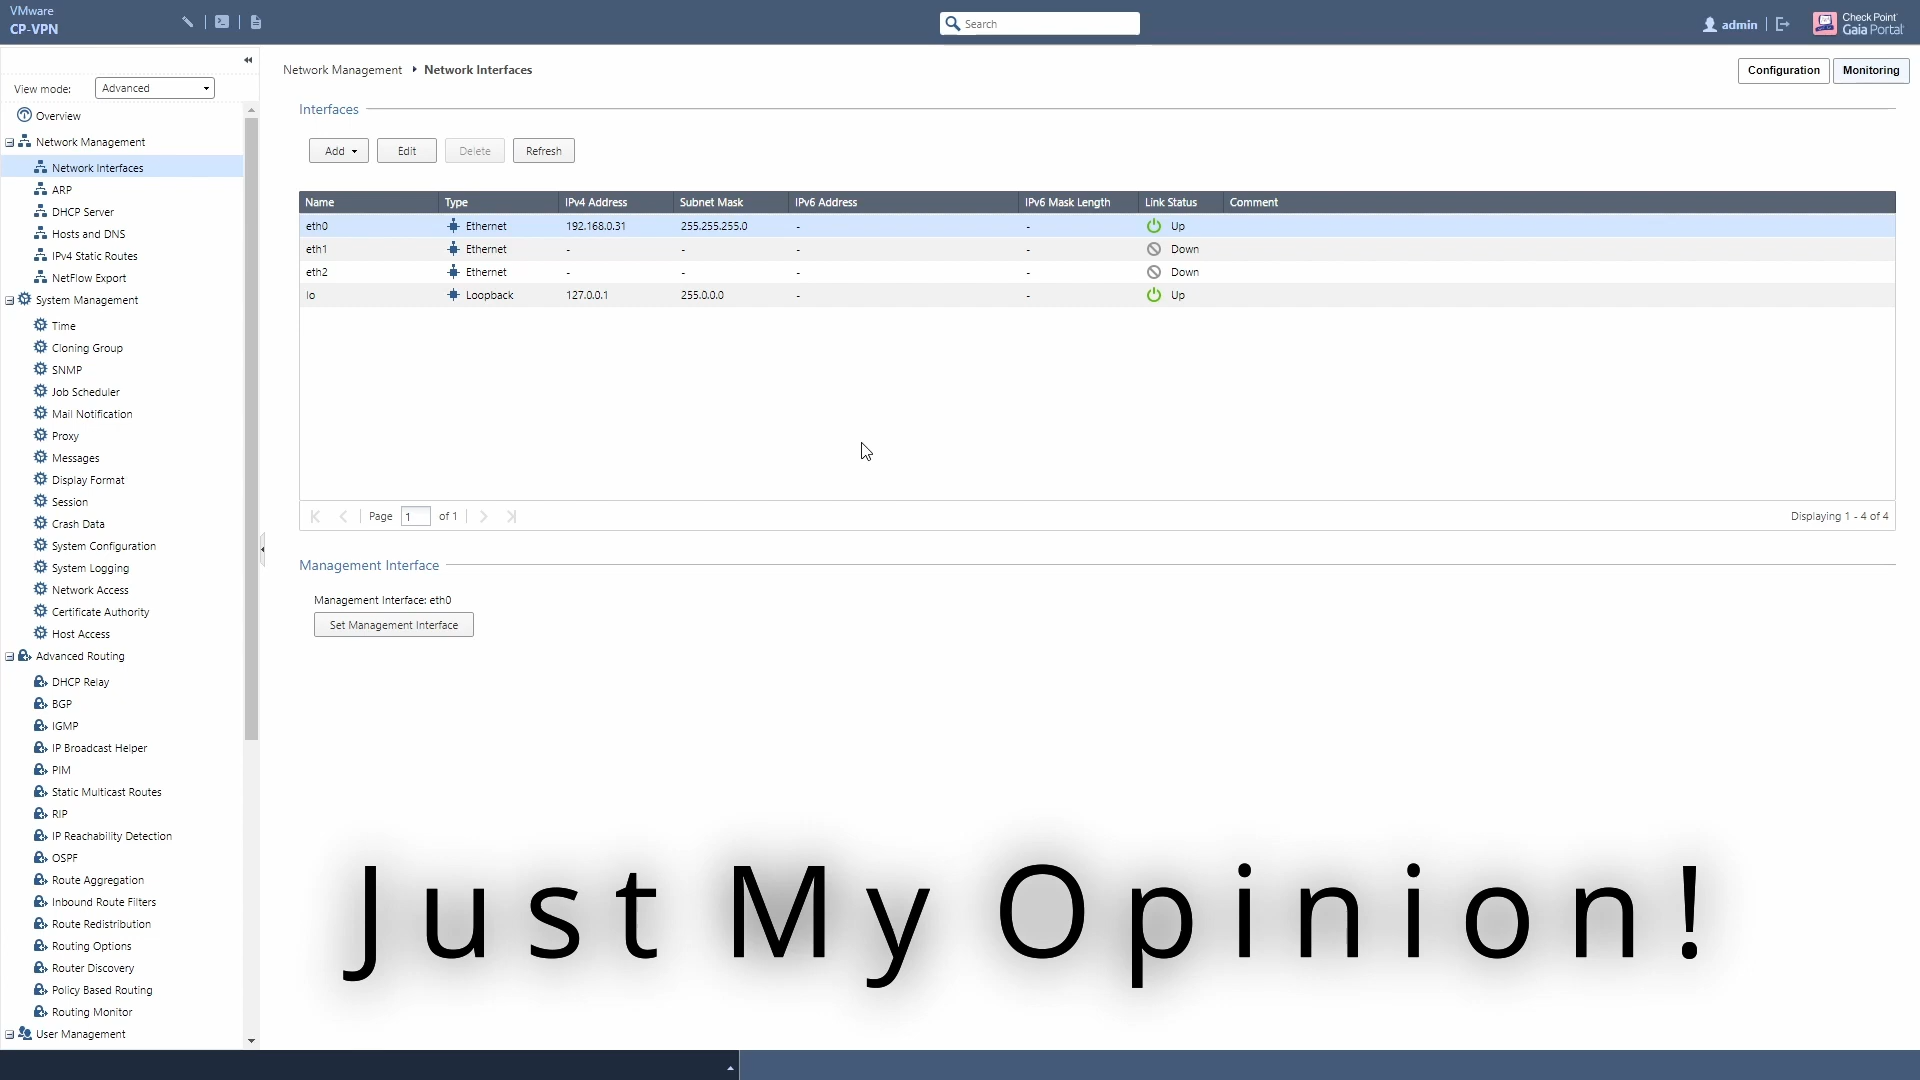 VMware
CP-VPN
Search
admin
Check Point
Gaia Portal
View mode: Advanced
Network Management Network Interfaces
Configuration Monitoring
Overview
Network Management
Network Interfaces
ARP
DHCP Server
Hosts and DNS
IPv4 Static Routes
NetFlow Export
System Management
Time
Cloning Group
SNMP
Job Scheduler
Mail Notification
Proxy
Messages
Display Format
Session
Crash Data
System Configuration
System Logging
Network Access
Certificate Authority
Host Access
Advanced Routing
DHCP Relay
BGP
IGMP
IP Broadcast Helper
PIM
Static Multicast Routes
RIP
IP Reachability Detection
OSPF
Route Aggregation
Inbound Route Filters
Route Redistribution
Routing Options
Router Discovery
Policy Based Routing
Routing Monitor
User Management
Interfaces
Add Edit Delete Refresh
Name Type IPv4 Address Subnet Mask IPv6 Address IPv6 Mask Length Link Status Comment
eth0 Ethernet 192.168.0.31 255.255.255.0 - - Up
eth1 Ethernet - - - - Down
eth2 Ethernet - - - - Down
lo Loopback 127.0.0.1 255.0.0.0 - - Up
Page 1 of 1
Displaying 1 - 4 of 4
Management Interface
Management Interface: eth0
Set Management Interface
Just My Opinion!